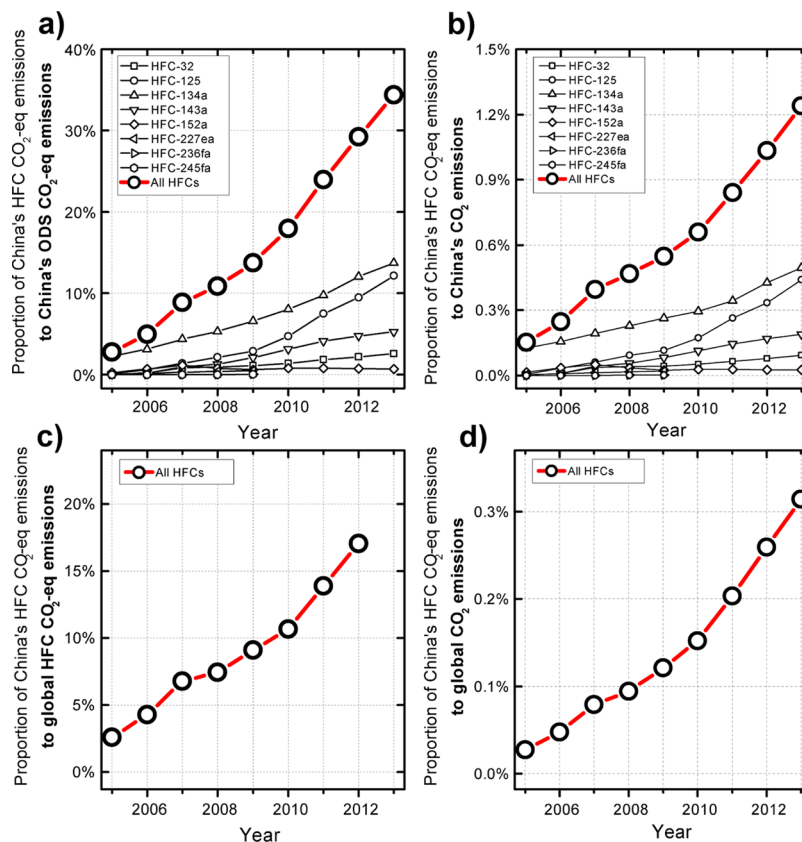 a)
Proportion of China's HFC CO2-eq emissions
to China's ODS CO2-eq emissions
40%
30%
20%
10%
0%
HFC-32
HFC-125
HFC-134a
HFC-143a
HFC-152a
HFC-227ea
HFC-236fa
HFC-245fa
All HFCs
2006 2008 2010 2012
Year
b)
Proportion of China's HFC CO2-eq emissions
to China's CO2 emissions
1.5%
1.2%
0.9%
0.6%
0.3%
0.0%
HFC-32
HFC-125
HFC-134a
HFC-143a
HFC-152a
HFC-227ea
HFC-236fa
HFC-245fa
All HFCs
2006 2008 2010 2012
Year
c)
Proportion of China's HFC CO2-eq emissions
to global HFC CO2-eq emissions
20%
15%
10%
5%
0%
All HFCs
2006 2008 2010 2012
Year
d)
Proportion of China's HFC CO2-eq emissions
to global CO2 emissions
0.3%
0.2%
0.1%
0.0%
All HFCs
2006 2008 2010 2012
Year